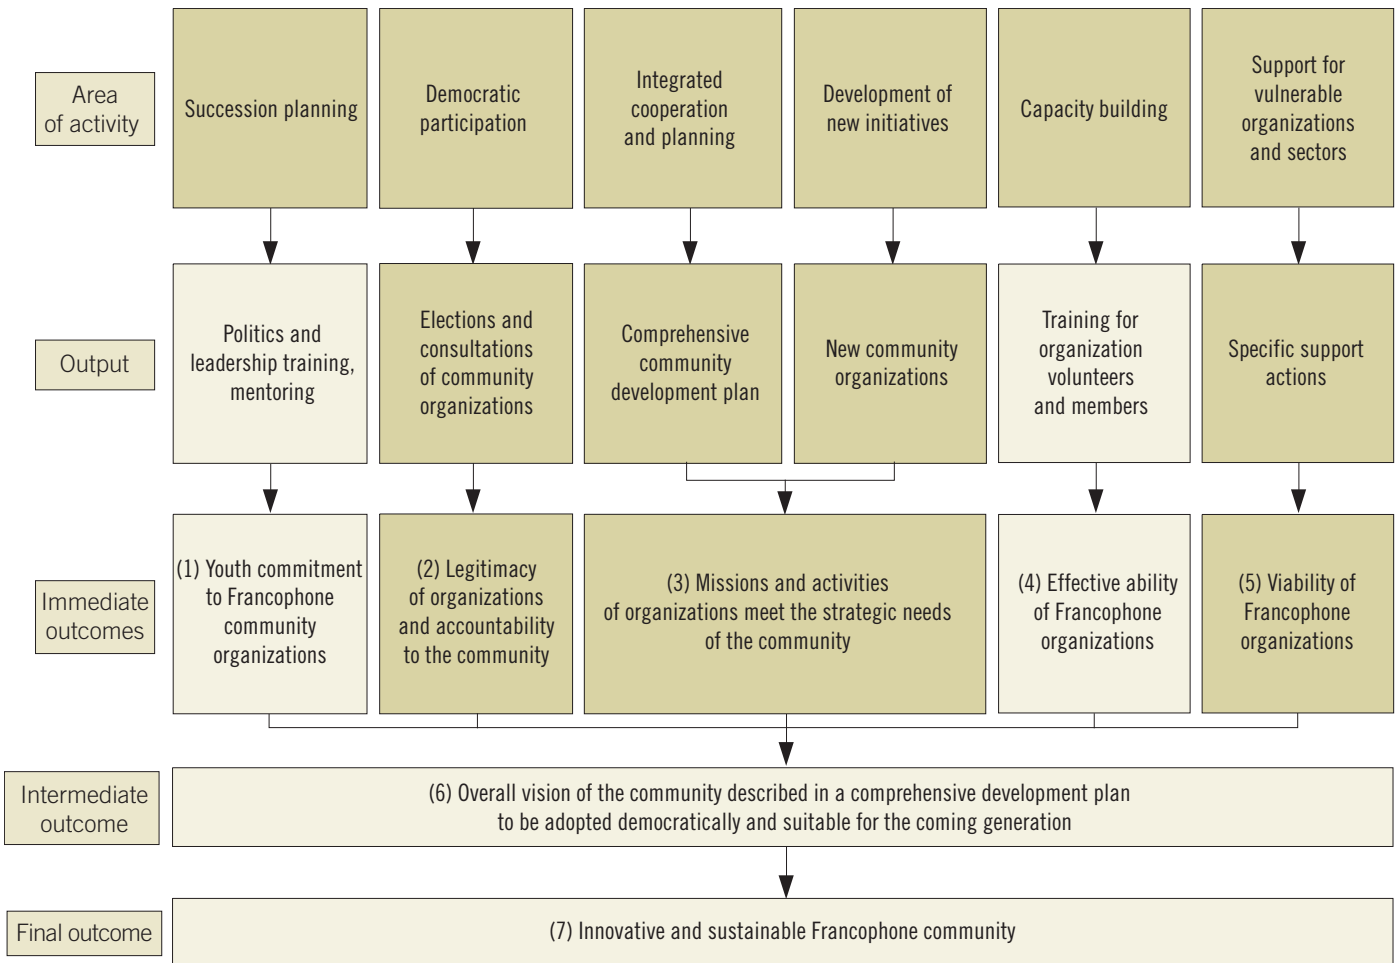 Area
of activity
Succession planning
Democratic
participation
Integrated
cooperation
and planning
Development of
new initiatives
Capacity building
Support for
vulnerable
organizations
and sectors
Output
Politics and
leadership training,
mentoring
Elections and
consultations
of community
organizations
Comprehensive
community
development plan
New community
organizations
Training for
organization
volunteers
and members
Specific support
actions
Immediate
outcomes
(1) Youth commitment
to Francophone
community
organizations
(2) Legitimacy
of organizations
and accountability
to the community
(3) Missions and activities
of organizations meet the strategic needs
of the community
(4) Effective ability
of Francophone
organizations
(5) Viability of
Francophone
organizations
Intermediate
outcome
(6) Overall vision of the community described in a comprehensive development plan
to be adopted democratically and suitable for the coming generation
Final outcome
(7) Innovative and sustainable Francophone community